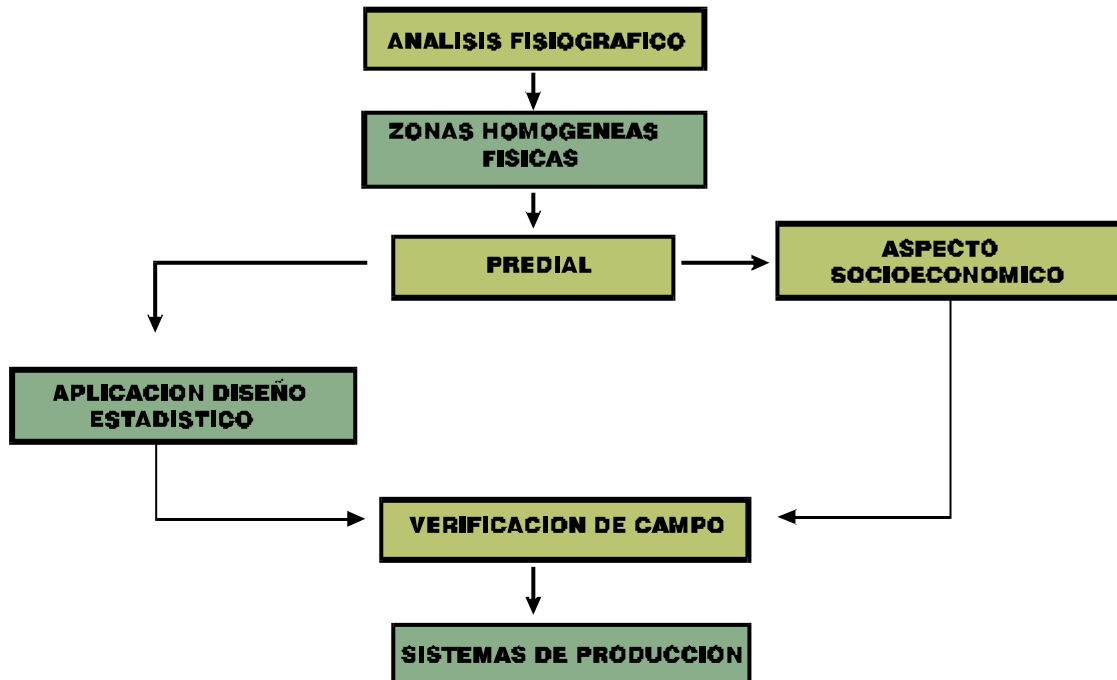 ANALISIS FISIOGRAFICO
ZONAS HOMOGENEAS
FISICAS
PREDIAL
ASPECTO
SOCIOECONOMICO
APLICACION DISEÑO
ESTADISTICO
VERIFICACION DE CAMPO
SISTEMAS DE PRODUCCION